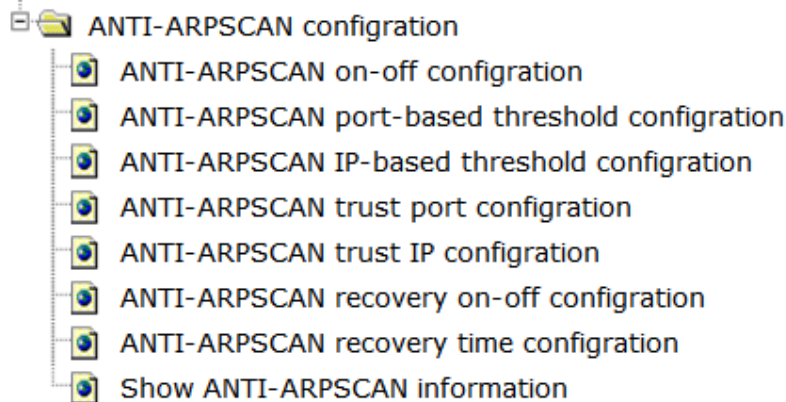 ANTI-ARPSCAN configration
ANTI-ARPSCAN on-off configration
ANTI-ARPSCAN port-based threshold configration
ANTI-ARPSCAN IP-based threshold configration
ANTI-ARPSCAN trust port configration
ANTI-ARPSCAN trust IP configration
ANTI-ARPSCAN recovery on-off configration
ANTI-ARPSCAN recovery time configration
Show ANTI-ARPSCAN information